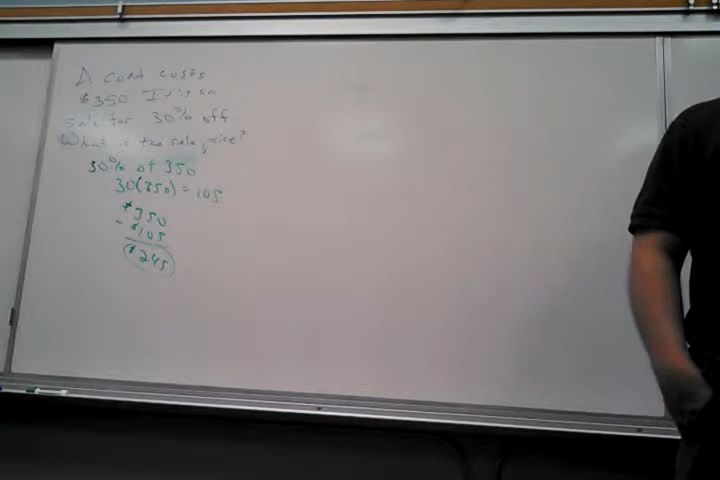 A coat costs
$350 It is on
sale for 30% off.
What is the sale price?
30% of 350
30(350) = 105
$350
- $105
$245